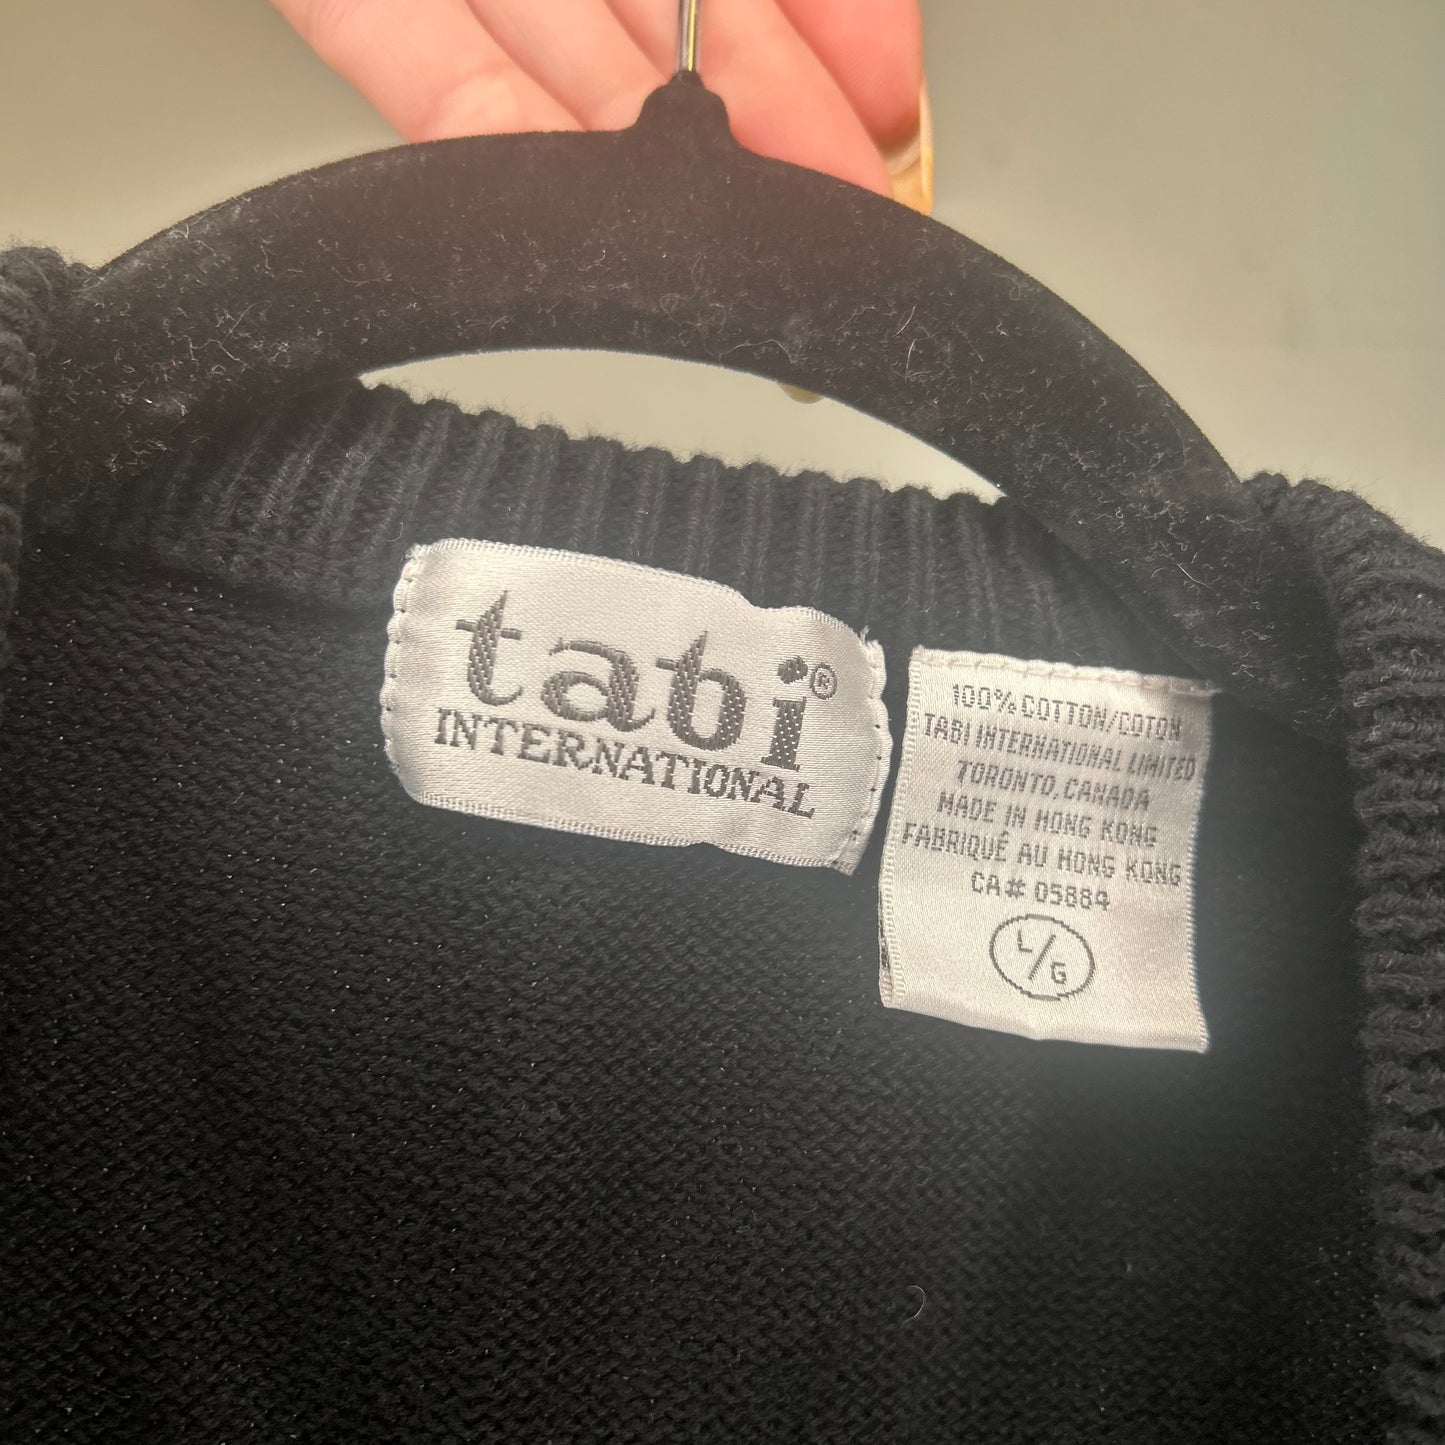 tabi®
INTERNATIONAL
100% COTTON/COTON
TABI INTERNATIONAL LIMITED
TORONTO, CANADA
MADE IN HONG KONG
FABRIQUÉ AU HONG KONG
CA# 05884
L/G